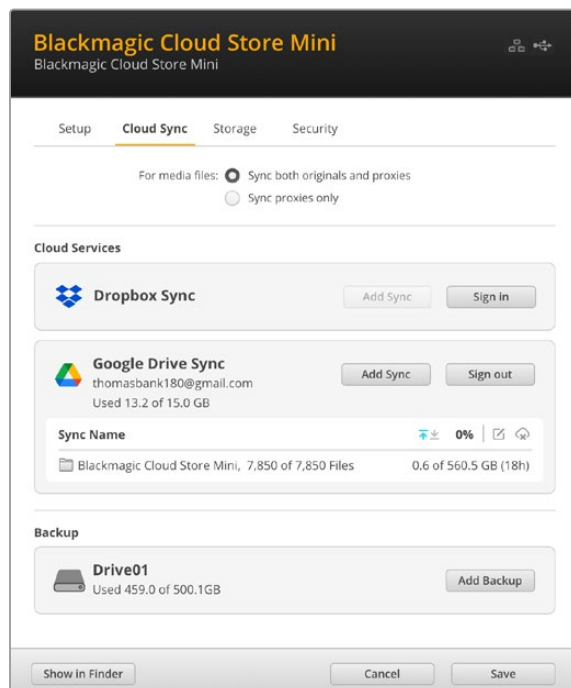 Blackmagic Cloud Store Mini
Blackmagic Cloud Store Mini
Setup Cloud Sync Storage Security
For media files: Sync both originals and proxies
Sync proxies only
Cloud Services
Dropbox Sync Add Sync Sign in
Google Drive Sync
thomasbank180@gmail.com
Add Sync Sign out
Used 13.2 of 15.0 GB
Sync Name 0%
Blackmagic Cloud Store Mini, 7,850 of 7,850 Files 0.6 of 560.5 GB (18h)
Backup
Drive01
Used 459.0 of 500.1GB
Add Backup
Show in Finder Cancel Save